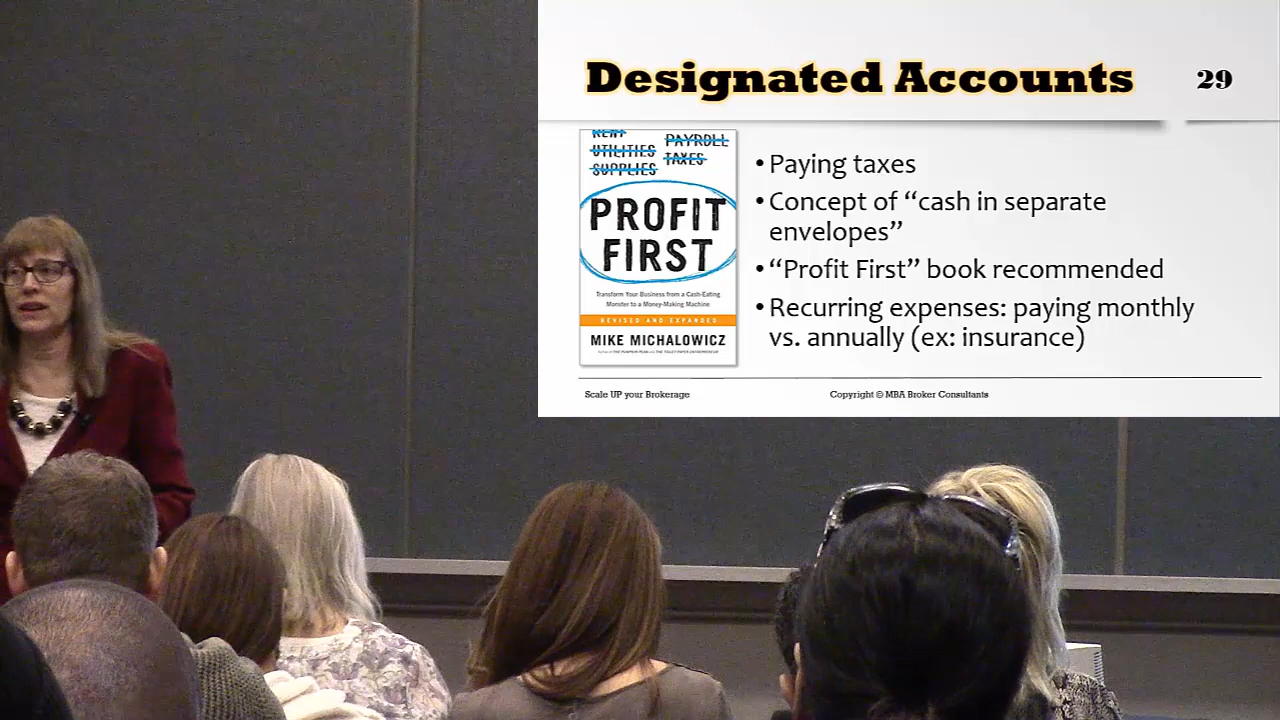 Designated Accounts
29
RENT
PAYROLL
UTILITIES
TAXES
SUPPLIES
PROFIT
FIRST
Transform Your Business from a Cash-Eating
Monster to a Money-Making Machine
REVISED AND EXPANDED
MIKE MICHALOWICZ
• Paying taxes
• Concept of “cash in separate
envelopes”
• “Profit First” book recommended
• Recurring expenses: paying monthly
vs. annually (ex: insurance)
Scale UP your Brokerage
Copyright © MBA Broker Consultants